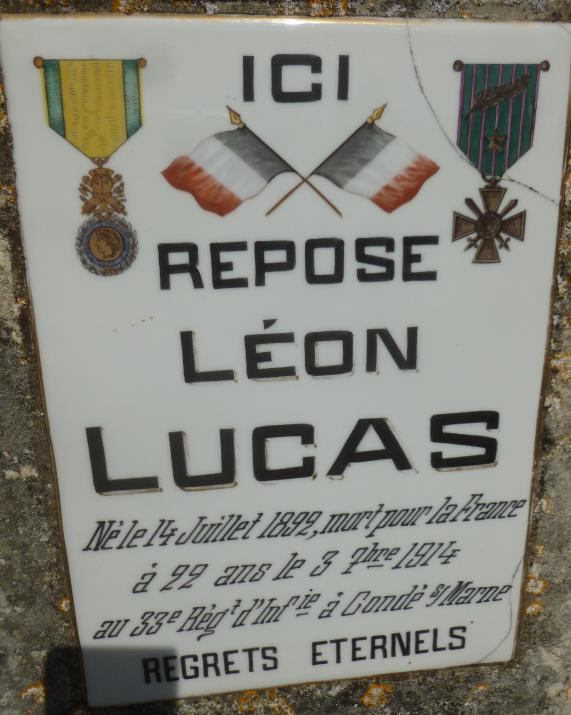 ICI
REPOSE
LÉON
LUCAS
Né le 14 Juillet 1892, mort pour la France
à 22 ans le 3 7bre 1914
au 33e Régt d'Infie à Condé s/Marne
REGRETS ETERNELS